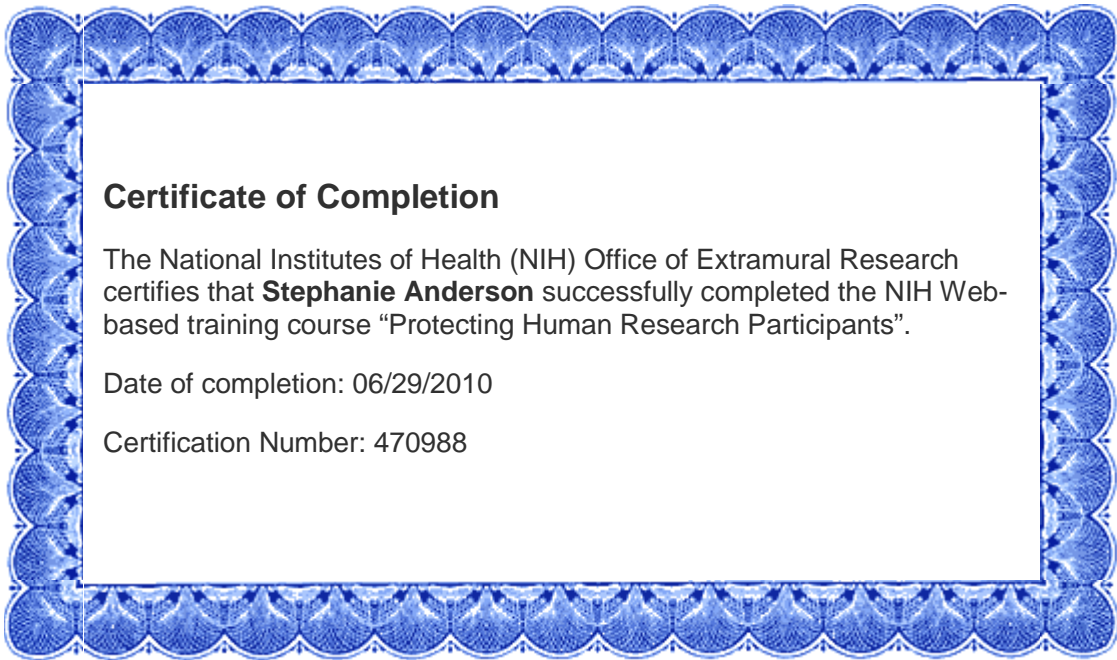 Certificate of Completion
The National Institutes of Health (NIH) Office of Extramural Research
certifies that Stephanie Anderson successfully completed the NIH Web-
based training course “Protecting Human Research Participants”.
Date of completion: 06/29/2010
Certification Number: 470988